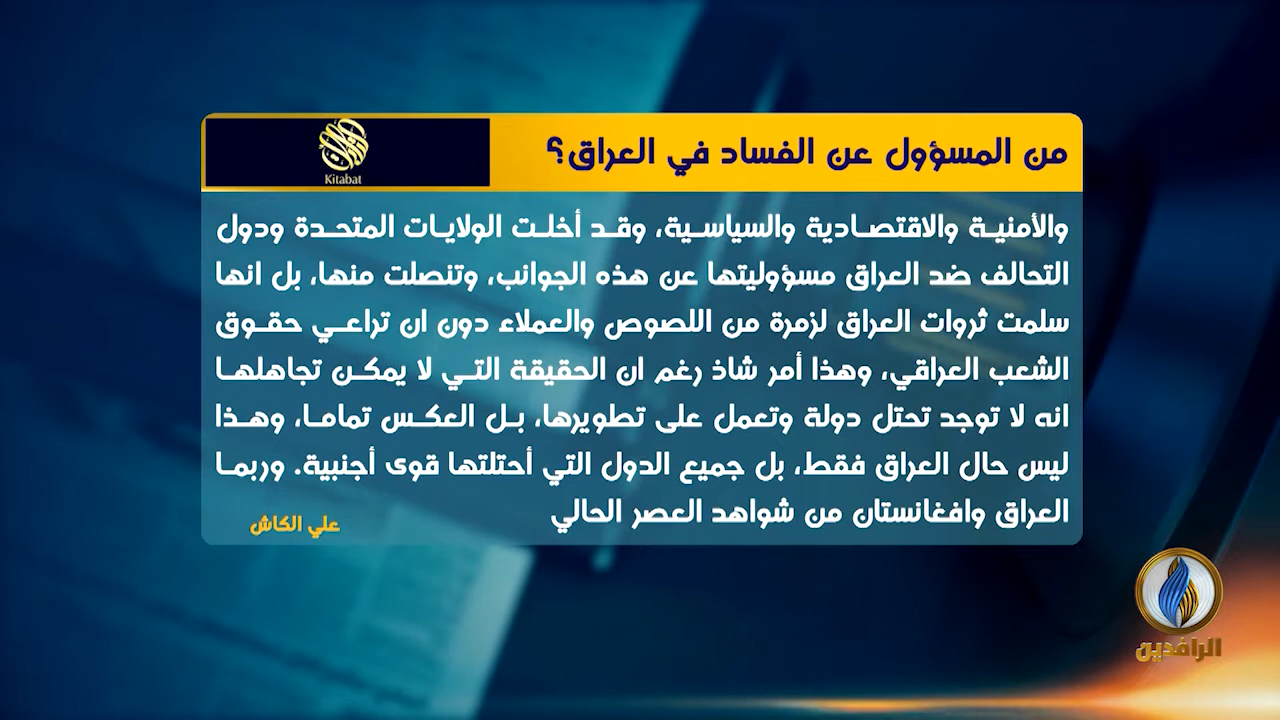 من المسؤول عن الفساد في العراق؟
Kitabat
والأمنية والاقتصادية والسياسية، وقد أخلت الولايات المتحدة ودول
التحالف ضد العراق مسؤوليتها عن هذه الجوانب، وتنصلت منها، بل انها
سلمت ثروات العراق لزمرة من اللصوص والعملاء دون ان تراعي حقوق
الشعب العراقي، وهذا أمر شاذ رغم ان الحقيقة التي لا يمكن تجاهلها
انه لا توجد تحتل دولة وتعمل على تطويرها، بل العكس تماما، وهذا
ليس حال العراق فقط، بل جميع الدول التي أحتلتها قوى أجنبية. وربما
العراق وافغانستان من شواهد العصر الحالي
علي الكاش
الرافدين